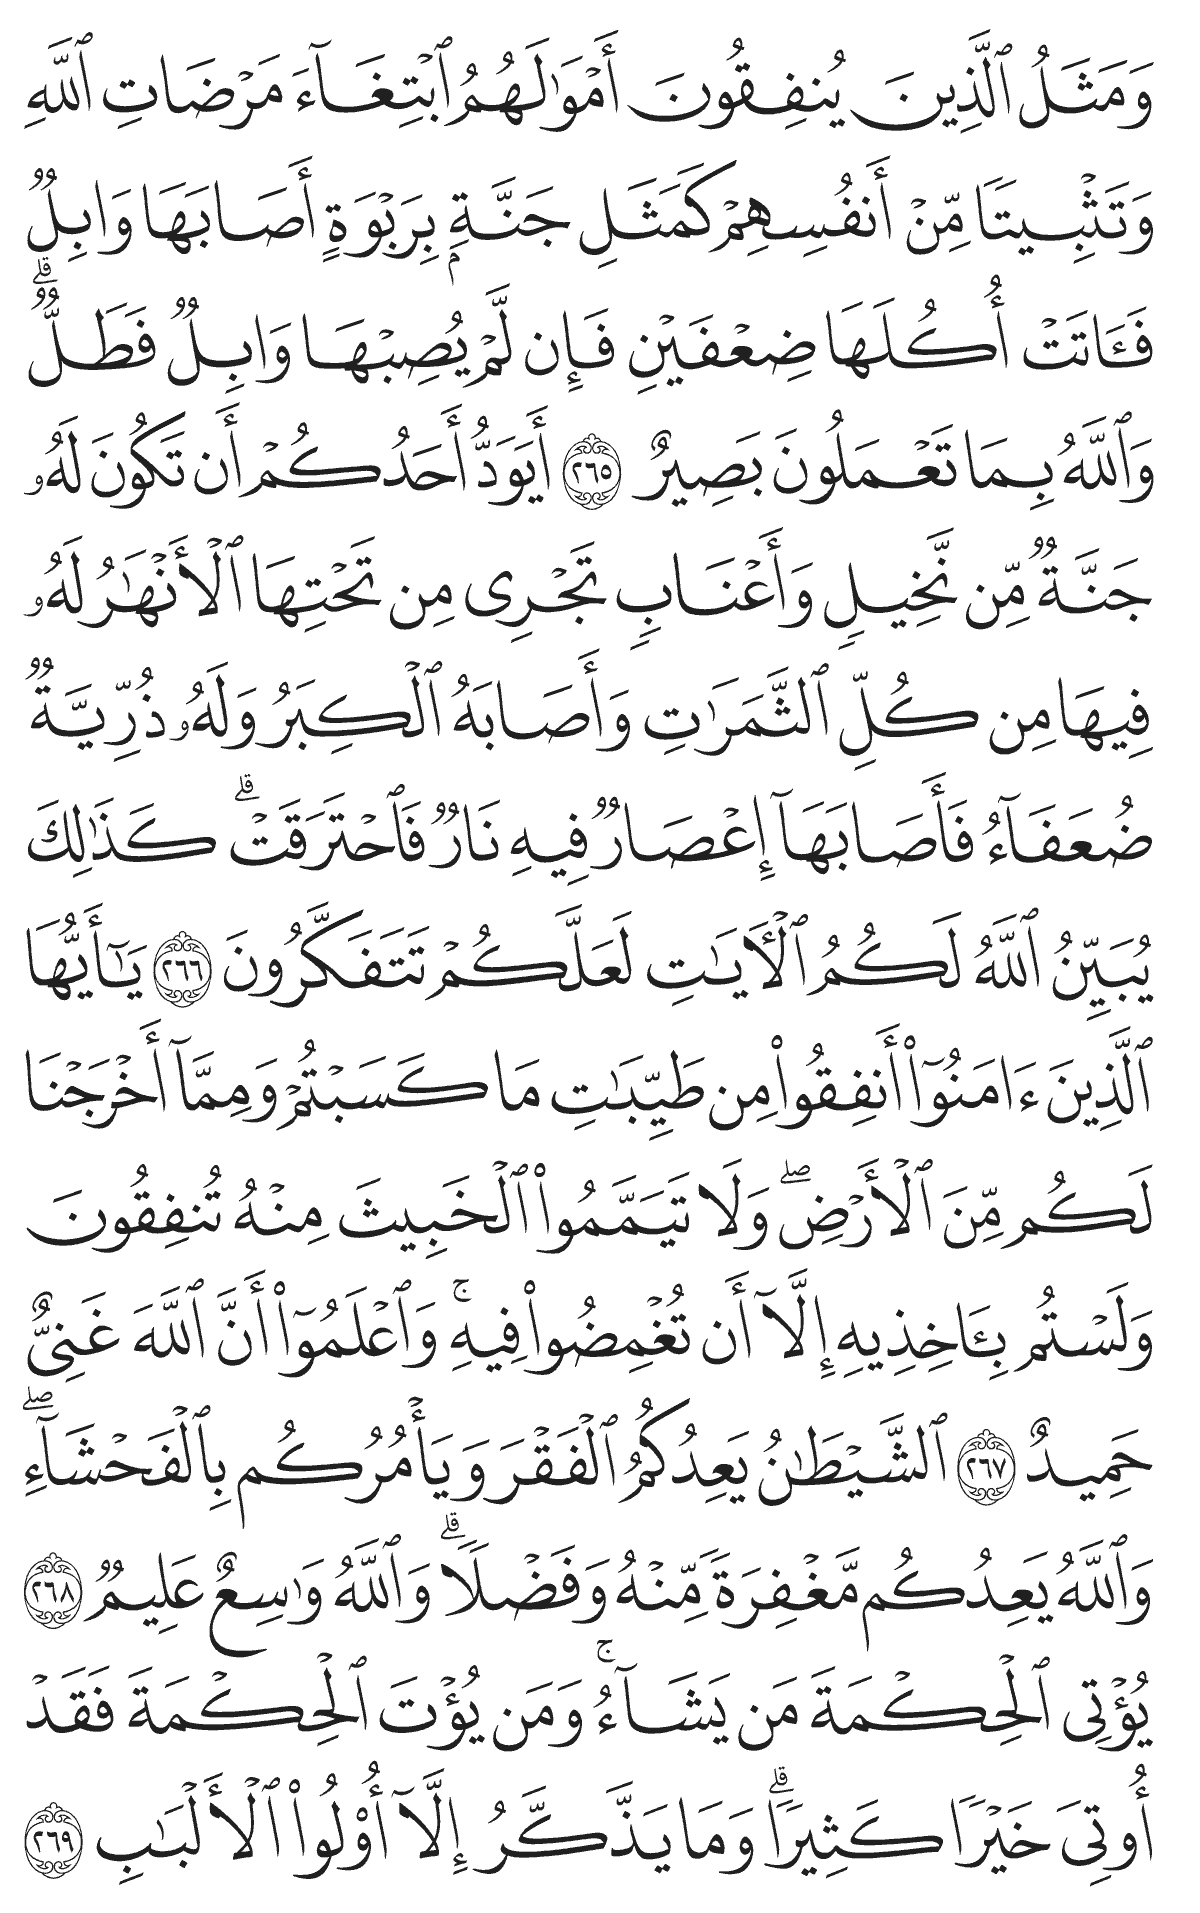 وَمَثَلُ ٱلَّذِينَ يُنفِقُونَ أَمْوَٰلَهُمُ ٱبْتِغَآءَ مَرْضَاتِ ٱللَّهِ
وَتَثْبِيتًا مِّنْ أَنفُسِهِمْ كَمَثَلِ جَنَّةٍۭ بِرَبْوَةٍ أَصَابَهَا وَابِلٌ
فَـَٔاتَتْ أُكُلَهَا ضِعْفَيْنِ فَإِن لَّمْ يُصِبْهَا وَابِلٌ فَطَلٌّ ۗ
وَٱللَّهُ بِمَا تَعْمَلُونَ بَصِيرٌ ٢٦٥ أَيَوَدُّ أَحَدُكُمْ أَن تَكُونَ لَهُۥ
جَنَّةٌ مِّن نَّخِيلٍ وَأَعْنَابٍ تَجْرِى مِن تَحْتِهَا ٱلْأَنْهَٰرُ لَهُۥ
فِيهَا مِن كُلِّ ٱلثَّمَرَٰتِ وَأَصَابَهُ ٱلْكِبَرُ وَلَهُۥ ذُرِّيَّةٌ
ضُعَفَآءُ فَأَصَابَهَآ إِعْصَارٌ فِيهِ نَارٌ فَٱحْتَرَقَتْ ۗ كَذَٰلِكَ
يُبَيِّنُ ٱللَّهُ لَكُمُ ٱلْـَٔايَٰتِ لَعَلَّكُمْ تَتَفَكَّرُونَ ٢٦٦ يَٰٓأَيُّهَا
ٱلَّذِينَ ءَامَنُوٓا۟ أَنفِقُوا۟ مِن طَيِّبَٰتِ مَا كَسَبْتُمْ وَمِمَّآ أَخْرَجْنَا
لَكُم مِّنَ ٱلْأَرْضِ ۖ وَلَا تَيَمَّمُوا۟ ٱلْخَبِيثَ مِنْهُ تُنفِقُونَ
وَلَسْتُم بِـَٔاخِذِيهِ إِلَّآ أَن تُغْمِضُوا۟ فِيهِ ۚ وَٱعْلَمُوٓا۟ أَنَّ ٱللَّهَ غَنِىٌّ
حَمِيدٌ ٢٦٧ ٱلشَّيْطَٰنُ يَعِدُكُمُ ٱلْفَقْرَ وَيَأْمُرُكُم بِٱلْفَحْشَآءِ ۖ
وَٱللَّهُ يَعِدُكُم مَّغْفِرَةً مِّنْهُ وَفَضْلًا ۗ وَٱللَّهُ وَٰسِعٌ عَلِيمٌ ٢٦٨
يُؤْتِى ٱلْحِكْمَةَ مَن يَشَآءُ ۚ وَمَن يُؤْتَ ٱلْحِكْمَةَ فَقَدْ
أُوتِىَ خَيْرًا كَثِيرًا ۗ وَمَا يَذَّكَّرُ إِلَّآ أُو۟لُوا۟ ٱلْأَلْبَٰبِ ٢٦٩